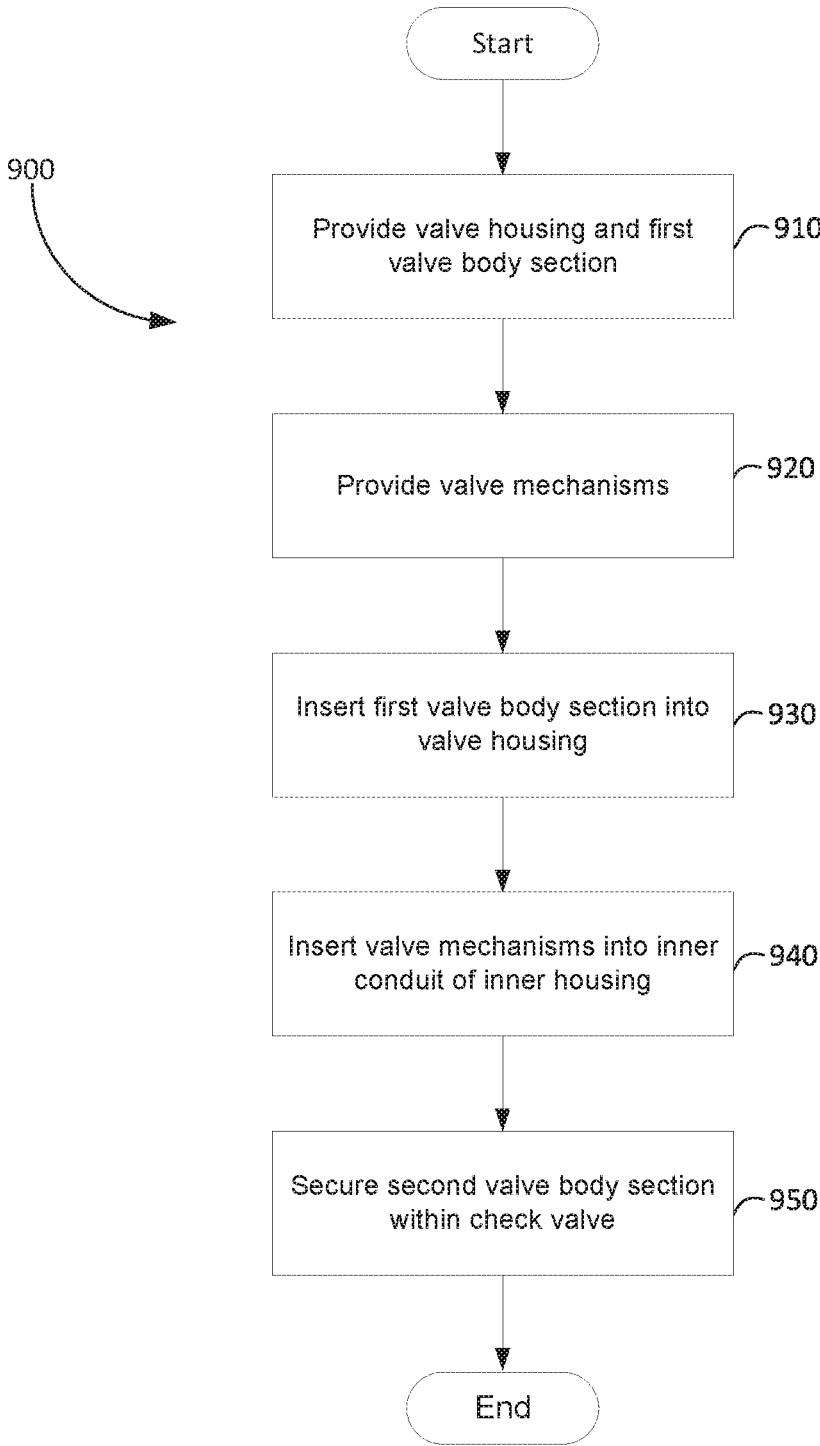 Start
900
Provide valve housing and first
valve body section
910
Provide valve mechanisms
920
Insert first valve body section into
valve housing
930
Insert valve mechanisms into inner
conduit of inner housing
940
Secure second valve body section
within check valve
950
End